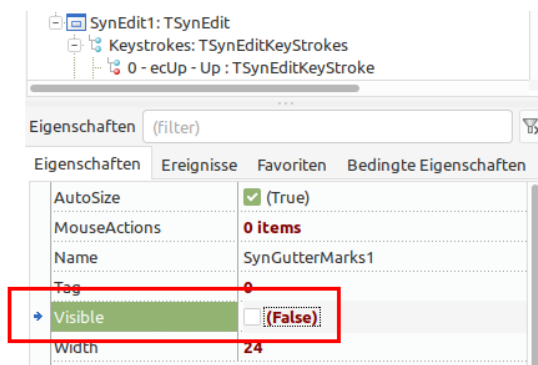 SynEdit1: TSynEdit
Keystrokes: TSynEditKeyStrokes
0 - ecUp - Up : TSynEditKeyStroke
Eigenschaften (filter)
Eigenschaften Ereignisse Favoriten Bedingte Eigenschaften
AutoSize (True)
MouseActions 0 items
Name SynGutterMarks1
Tag 0
Visible (False)
Width 24